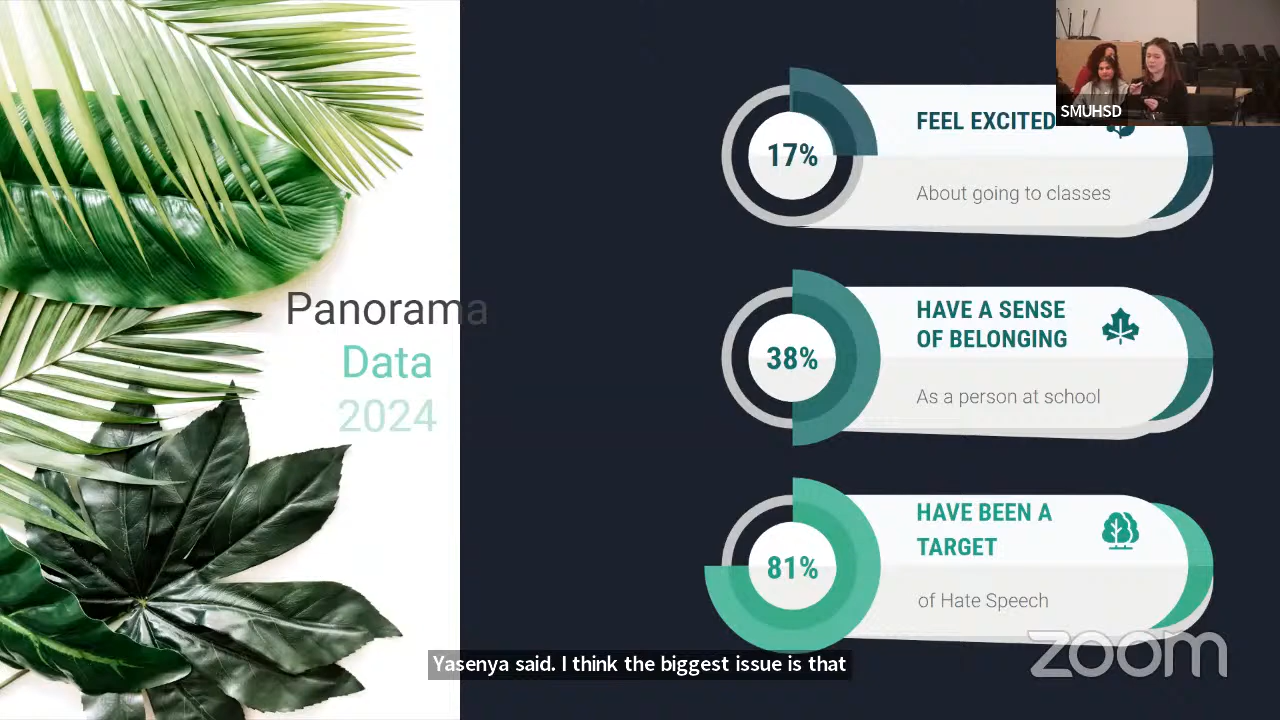 Panorama
Data
2024
17%
FEEL EXCITED
About going to classes
38%
HAVE A SENSE
OF BELONGING
As a person at school
81%
HAVE BEEN A
TARGET
of Hate Speech
SMUHSD
Yasenya said. I think the biggest issue is that
zoom